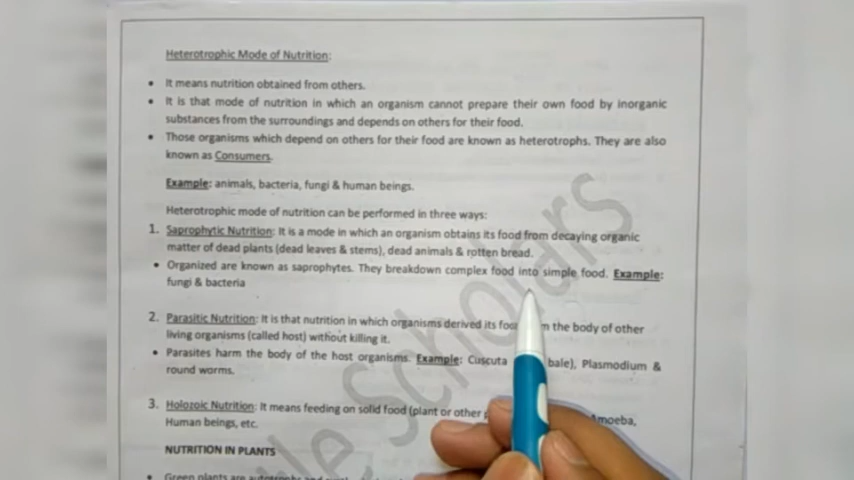 Heterotrophic Mode of Nutrition:
• It means nutrition obtained from others.
• It is that mode of nutrition in which an organism cannot prepare their own food by inorganic
substances from the surroundings and depends on others for their food.
• Those organisms which depend on others for their food are known as heterotrophs. They are also
known as Consumers.
Example: animals, bacteria, fungi & human beings.
Heterotrophic mode of nutrition can be performed in three ways:
1. Saprophytic Nutrition: It is a mode in which an organism obtains its food from decaying organic
matter of dead plants (dead leaves & stems), dead animals & rotten bread.
• Organized are known as saprophytes. They breakdown complex food into simple food. Example:
fungi & bacteria
2. Parasitic Nutrition: It is that nutrition in which organisms derived its the body of other
living organisms (called host) without killing it.
• Parasites harm the body of the host organisms. Example: Cuscuta bale), Plasmodium &
round worms.
3. Holozoic Nutrition: It means feeding on solid food (plant or other Amoeba,
Human beings, etc.
NUTRITION IN PLANTS
• Green plants are autotrophs and
Scholars